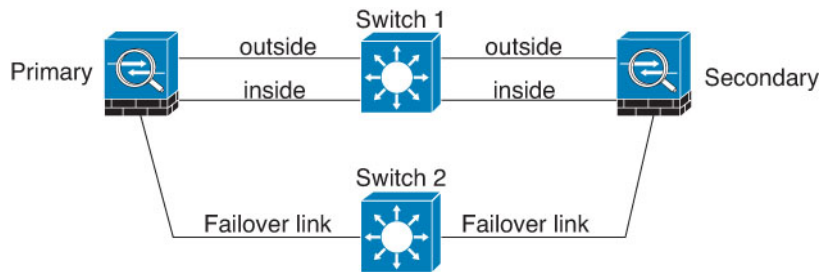 Switch 1
outside
outside
Primary
Secondary
inside
inside
Switch 2
Failover link
Failover link